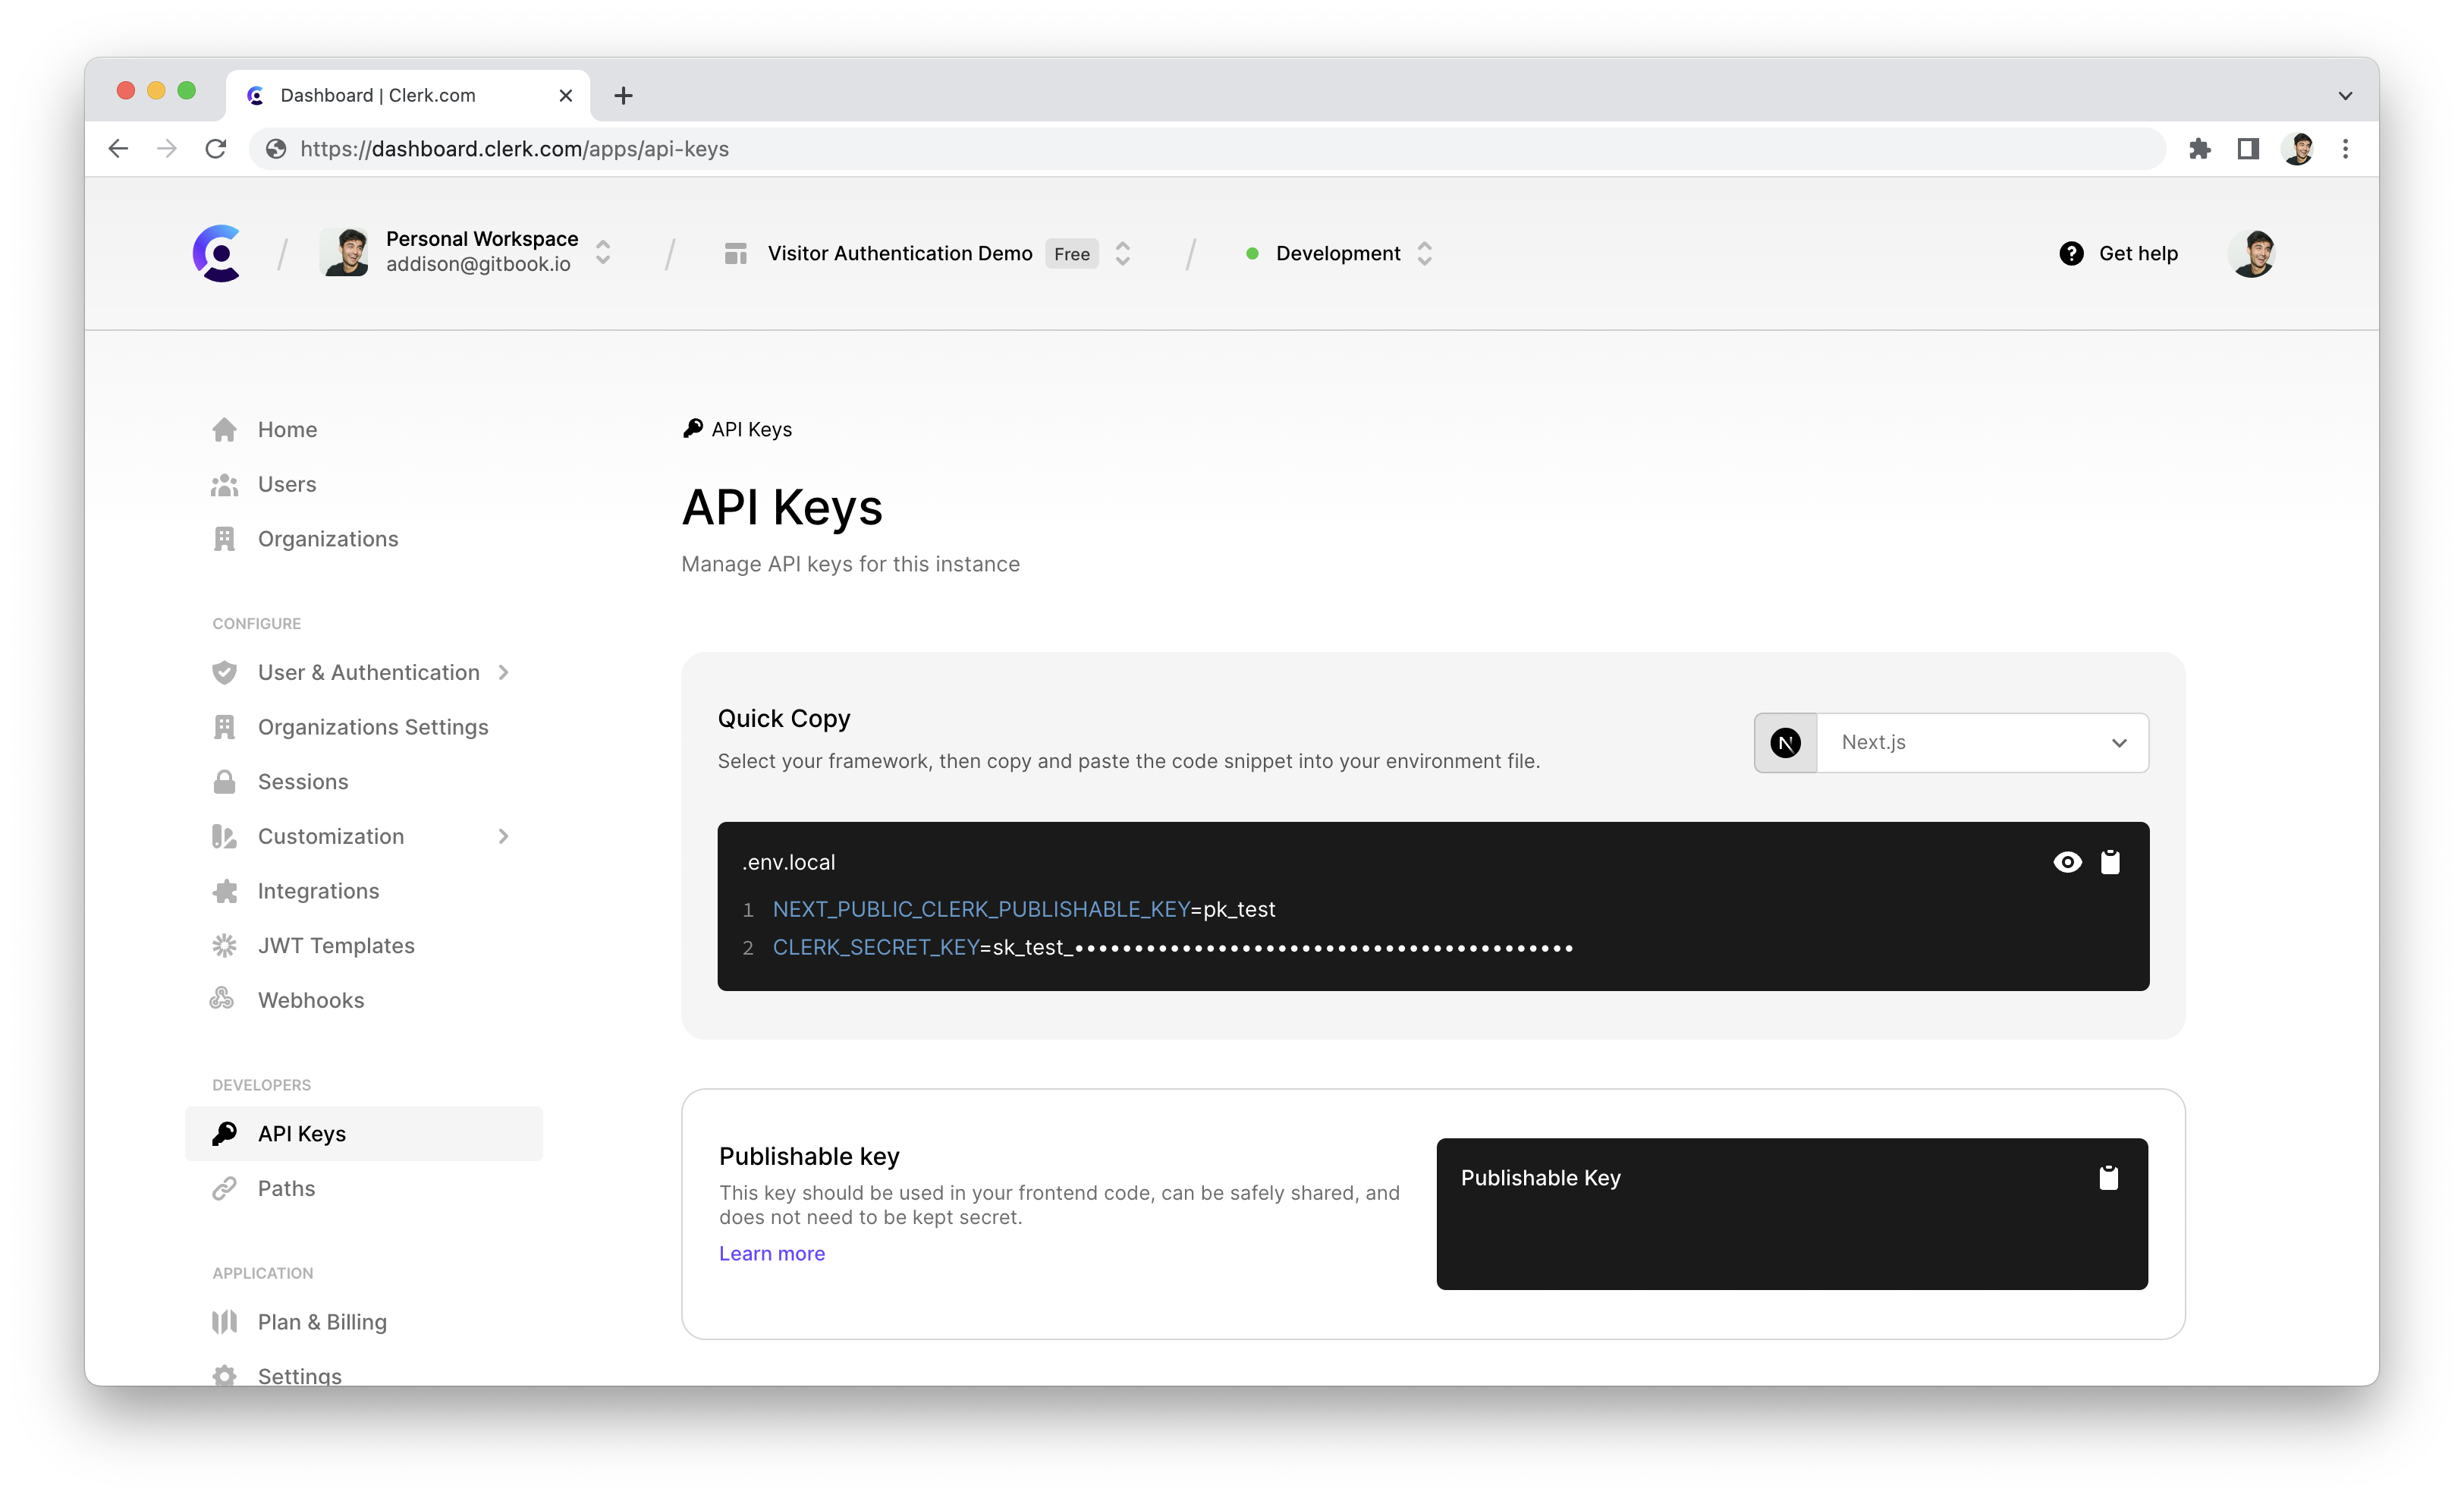 Dashboard | Clerk.com
https://dashboard.clerk.com/apps/api-keys
Personal Workspace
addison@gitbook.io
Visitor Authentication Demo Free
Development
Get help
Home
Users
Organizations
CONFIGURE
User & Authentication
Organizations Settings
Sessions
Customization
Integrations
JWT Templates
Webhooks
DEVELOPERS
API Keys
Paths
APPLICATION
Plan & Billing
Settings
API Keys
API Keys
Manage API keys for this instance
Quick Copy
Select your framework, then copy and paste the code snippet into your environment file.
Next.js
.env.local
1 NEXT_PUBLIC_CLERK_PUBLISHABLE_KEY=pk_test
2 CLERK_SECRET_KEY=sk_test_••••••••••••••••••••••••••••••••••••••••••
Publishable key
This key should be used in your frontend code, can be safely shared, and
does not need to be kept secret.
Learn more
Publishable Key